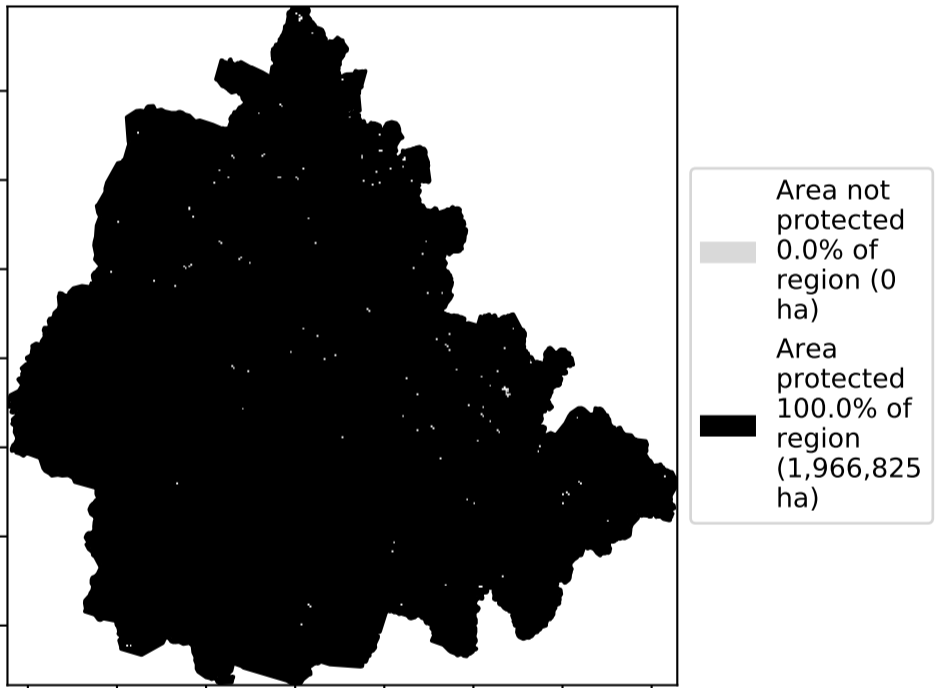 Area not
protected
0.0% of
region (0
ha)
Area
protected
100.0% of
region
(1,966,825
ha)